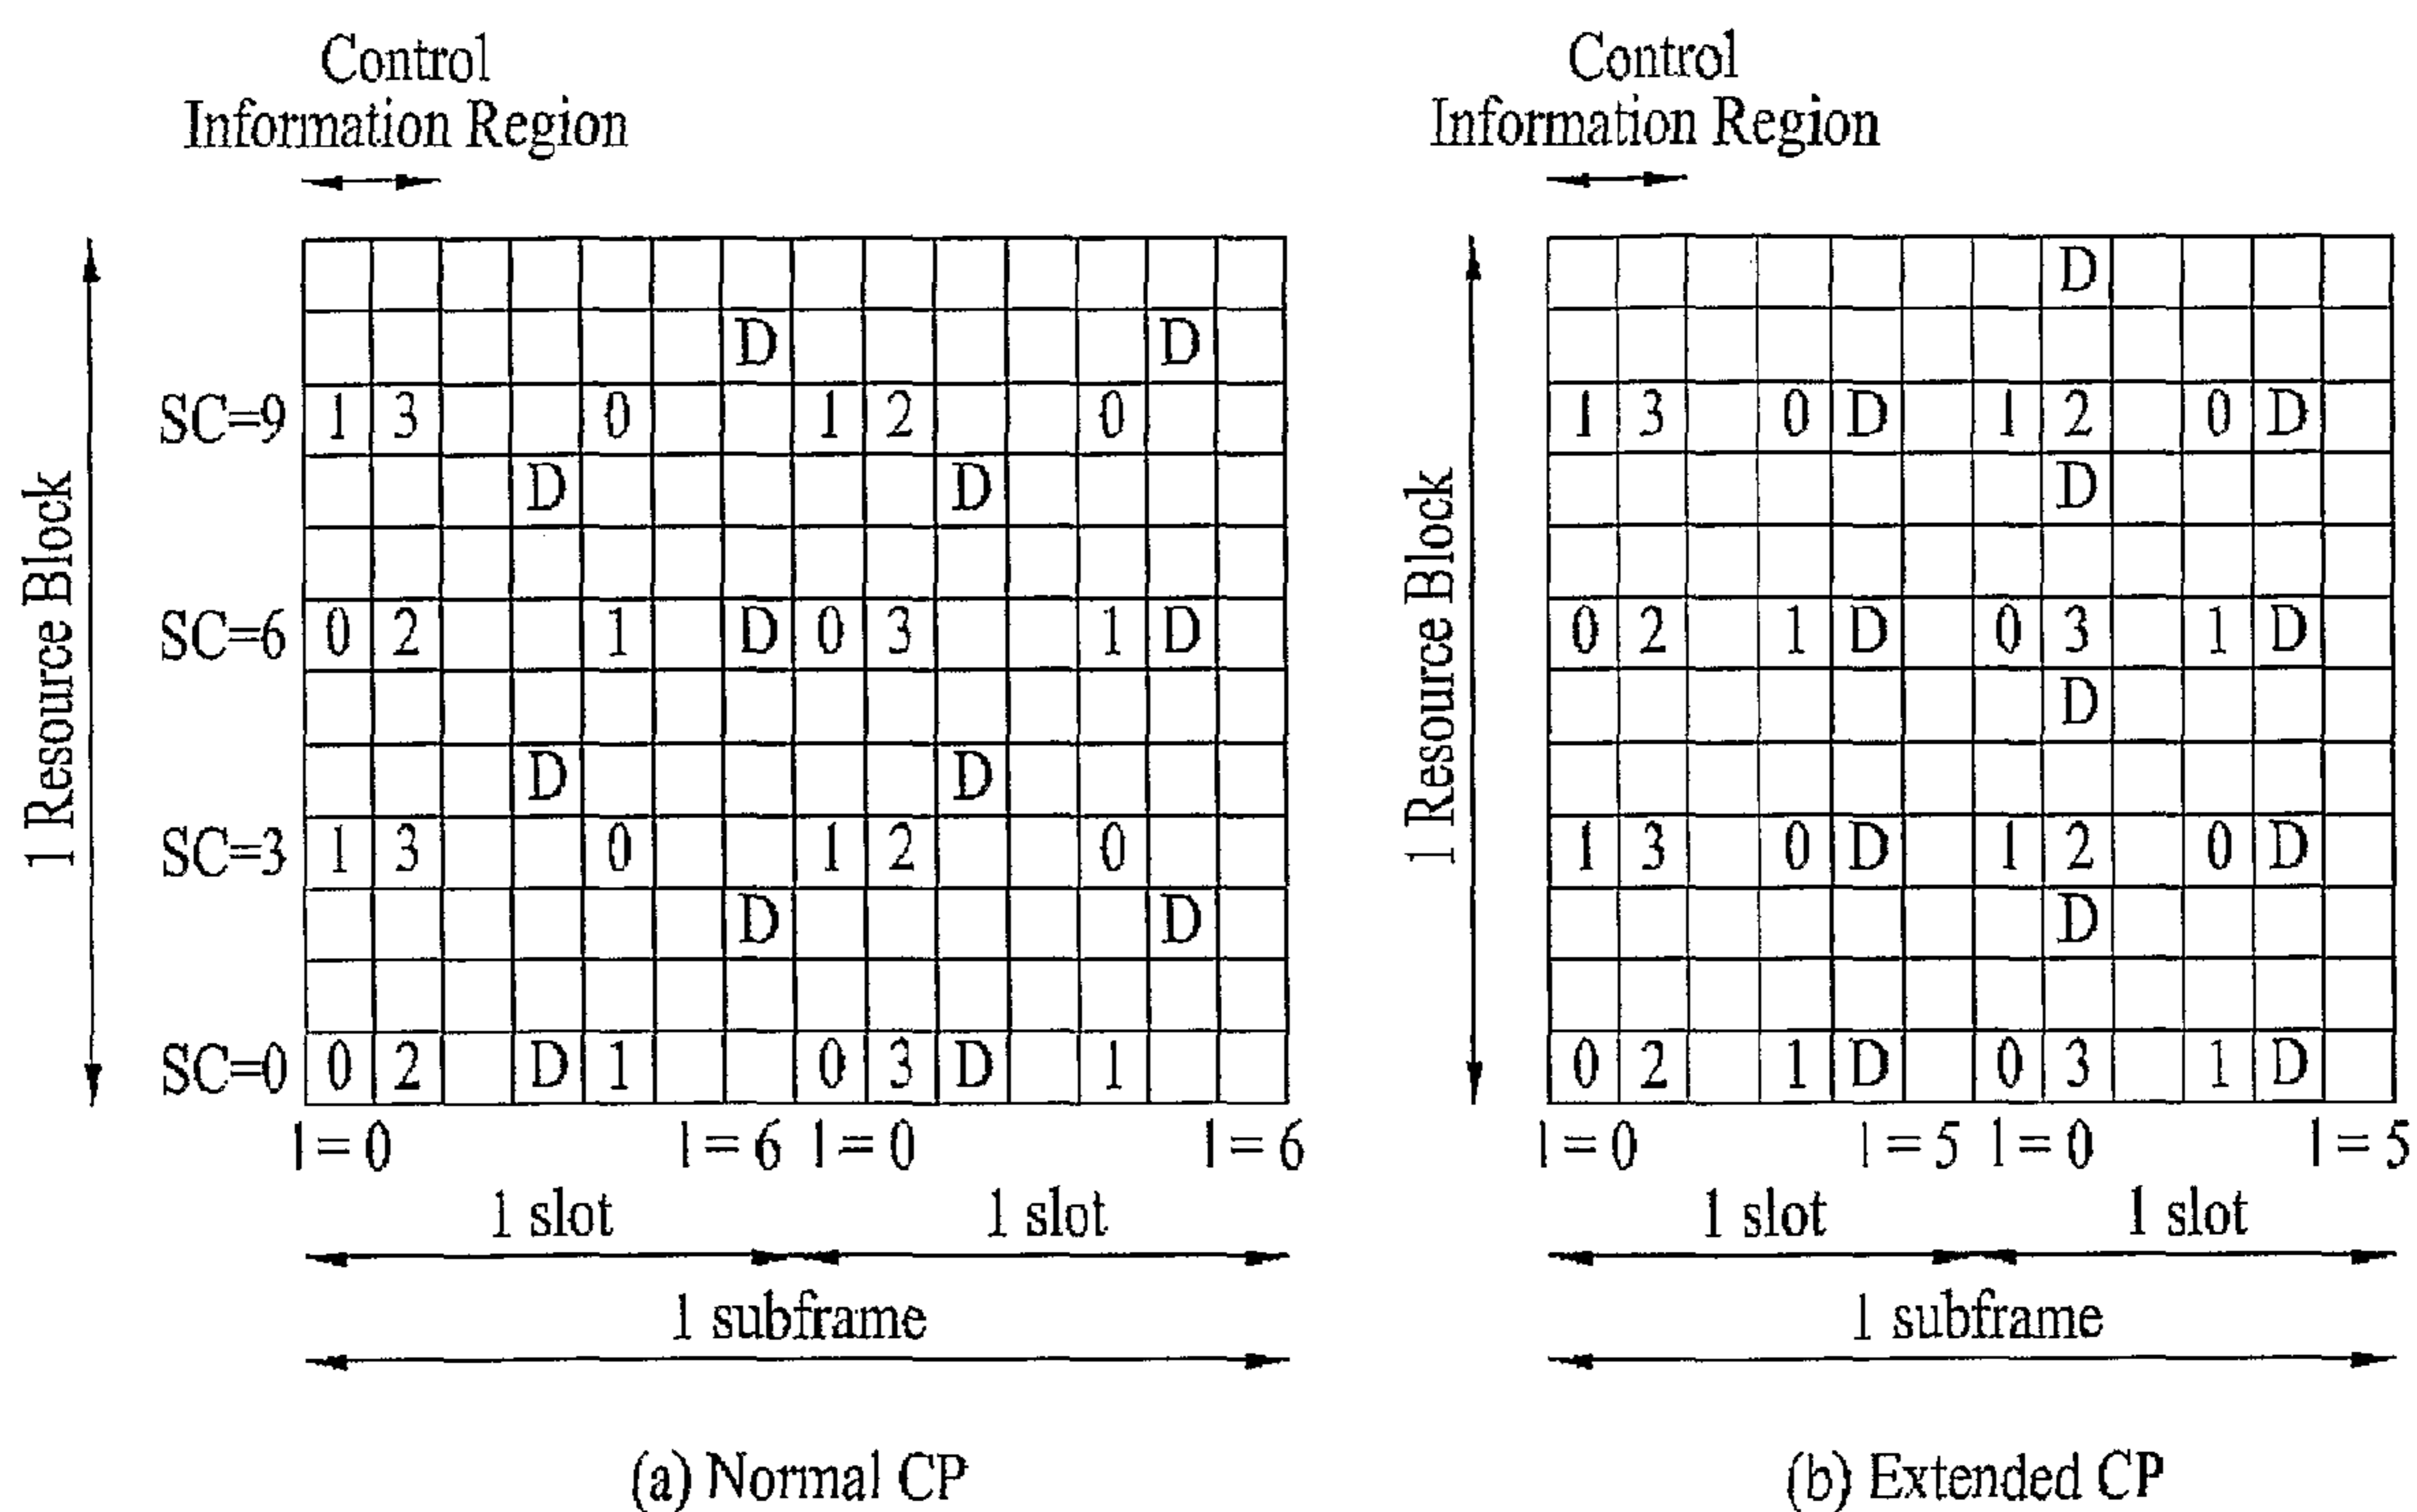 Control
Information Region
Control
Information Region
1 Resource Block
1 Resource Block
D
D D
SC=9 1 3 0 1 2 0
1 3 0 D 1 2 0 D
D D
D
SC=6 0 2 1 D 0 3 1 D
0 2 1 D 0 3 1 D
D
D D
SC=3 1 3 0 1 2 0
1 3 0 D 1 2 0 D
D D
D
SC=0 0 2 D 1 0 3 D 1
0 2 1 D 0 3 1 D
l = 0 l = 6 l = 0 l = 6
l = 0 l = 5 l = 0 l = 5
1 slot 1 slot
1 slot 1 slot
1 subframe
1 subframe
(a) Normal CP
(b) Extended CP